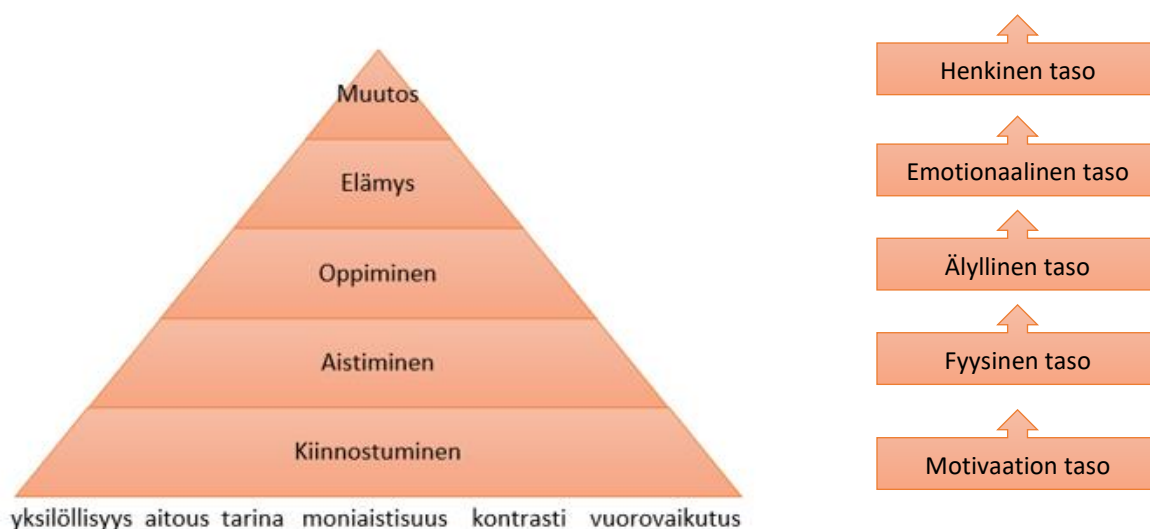 Muutos
Elämys
Oppiminen
Aistiminen
Kiinnostuminen
yksilöllisyys aitous tarina moniaistisuus kontrasti vuorovaikutus
Henkinen taso
Emotionaalinen taso
Älyllinen taso
Fyysinen taso
Motivaation taso